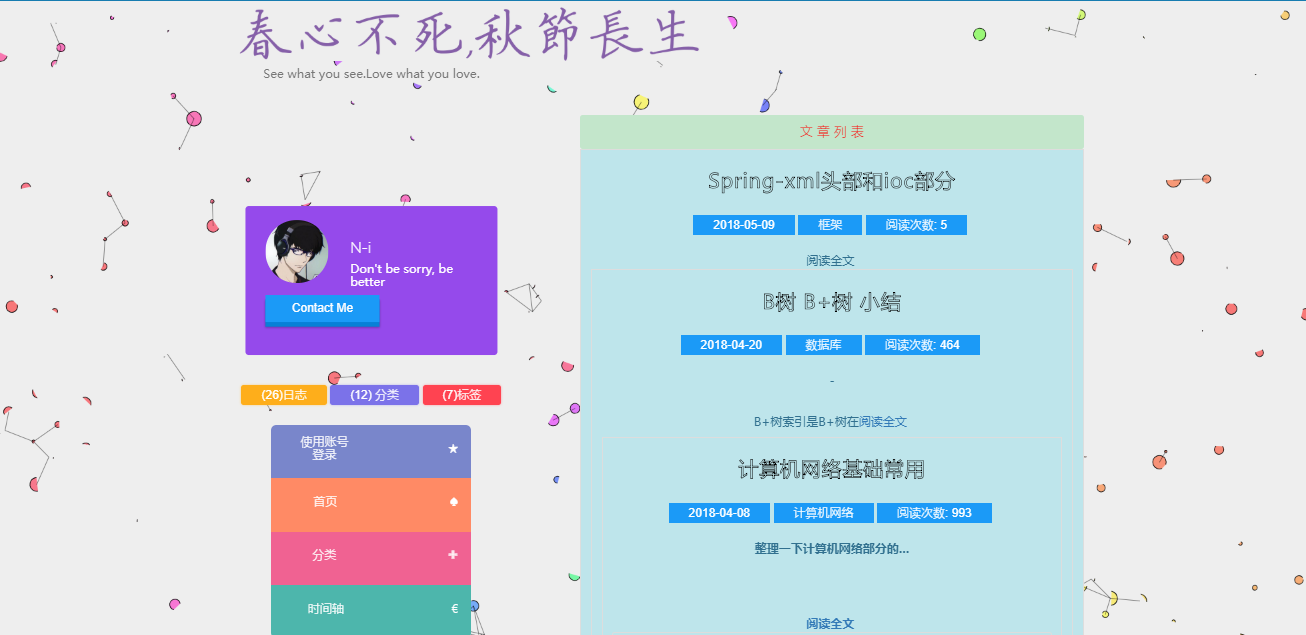 春心不死,秋節長生
See what you see.Love what you love.
N-i
Don't be sorry, be
better
Contact Me
(26)日志 (12) 分类 (7)标签
使用账号
登录 ★
首页 ♠
分类 ✚
时间轴 €
文 章 列 表
Spring-xml头部和ioc部分
2018-05-09 框架 阅读次数: 5
阅读全文
B树 B+树 小结
2018-04-20 数据库 阅读次数: 464
-
B+树索引是B+树在阅读全文
计算机网络基础常用
2018-04-08 计算机网络 阅读次数: 993
整理一下计算机网络部分的...
阅读全文